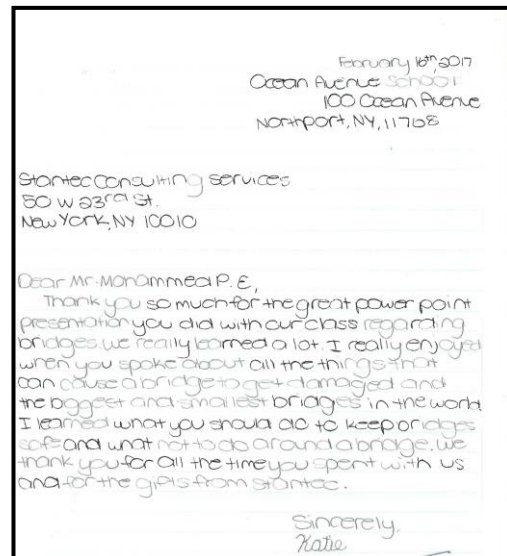 February 16th, 2017
Ocean Avenue School
100 Ocean Avenue
Northport, NY, 11768
Stantec Consulting Services
50 W 23rd St.
New York, NY 10010
Dear Mr. Mohammed P.E,
Thank you so much for the great power point
presentation you did with our class regarding
bridges. we really learned a lot. I really enjoyed
when you spoke about all the things that
can cause a bridge to get damaged and
the biggest and smallest bridges in the world.
I learned what you should do to keep bridges
safe and what not to do around a bridge. we
thank you for all the time you spent with us
and for the gifts from stantec.
Sincerely,
Katie